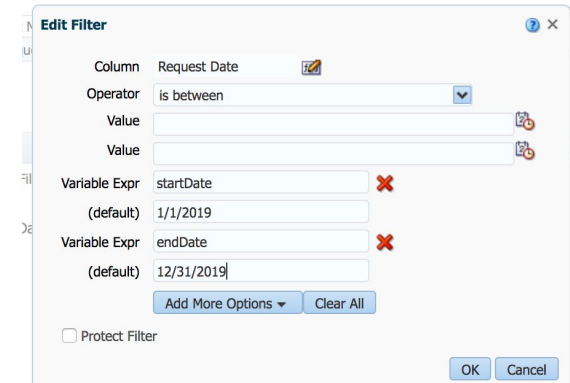 Edit Filter
Column Request Date
Operator is between
Value
Value
Variable Expr startDate
(default) 1/1/2019
Variable Expr endDate
(default) 12/31/2019
Add More Options Clear All
Protect Filter
OK Cancel